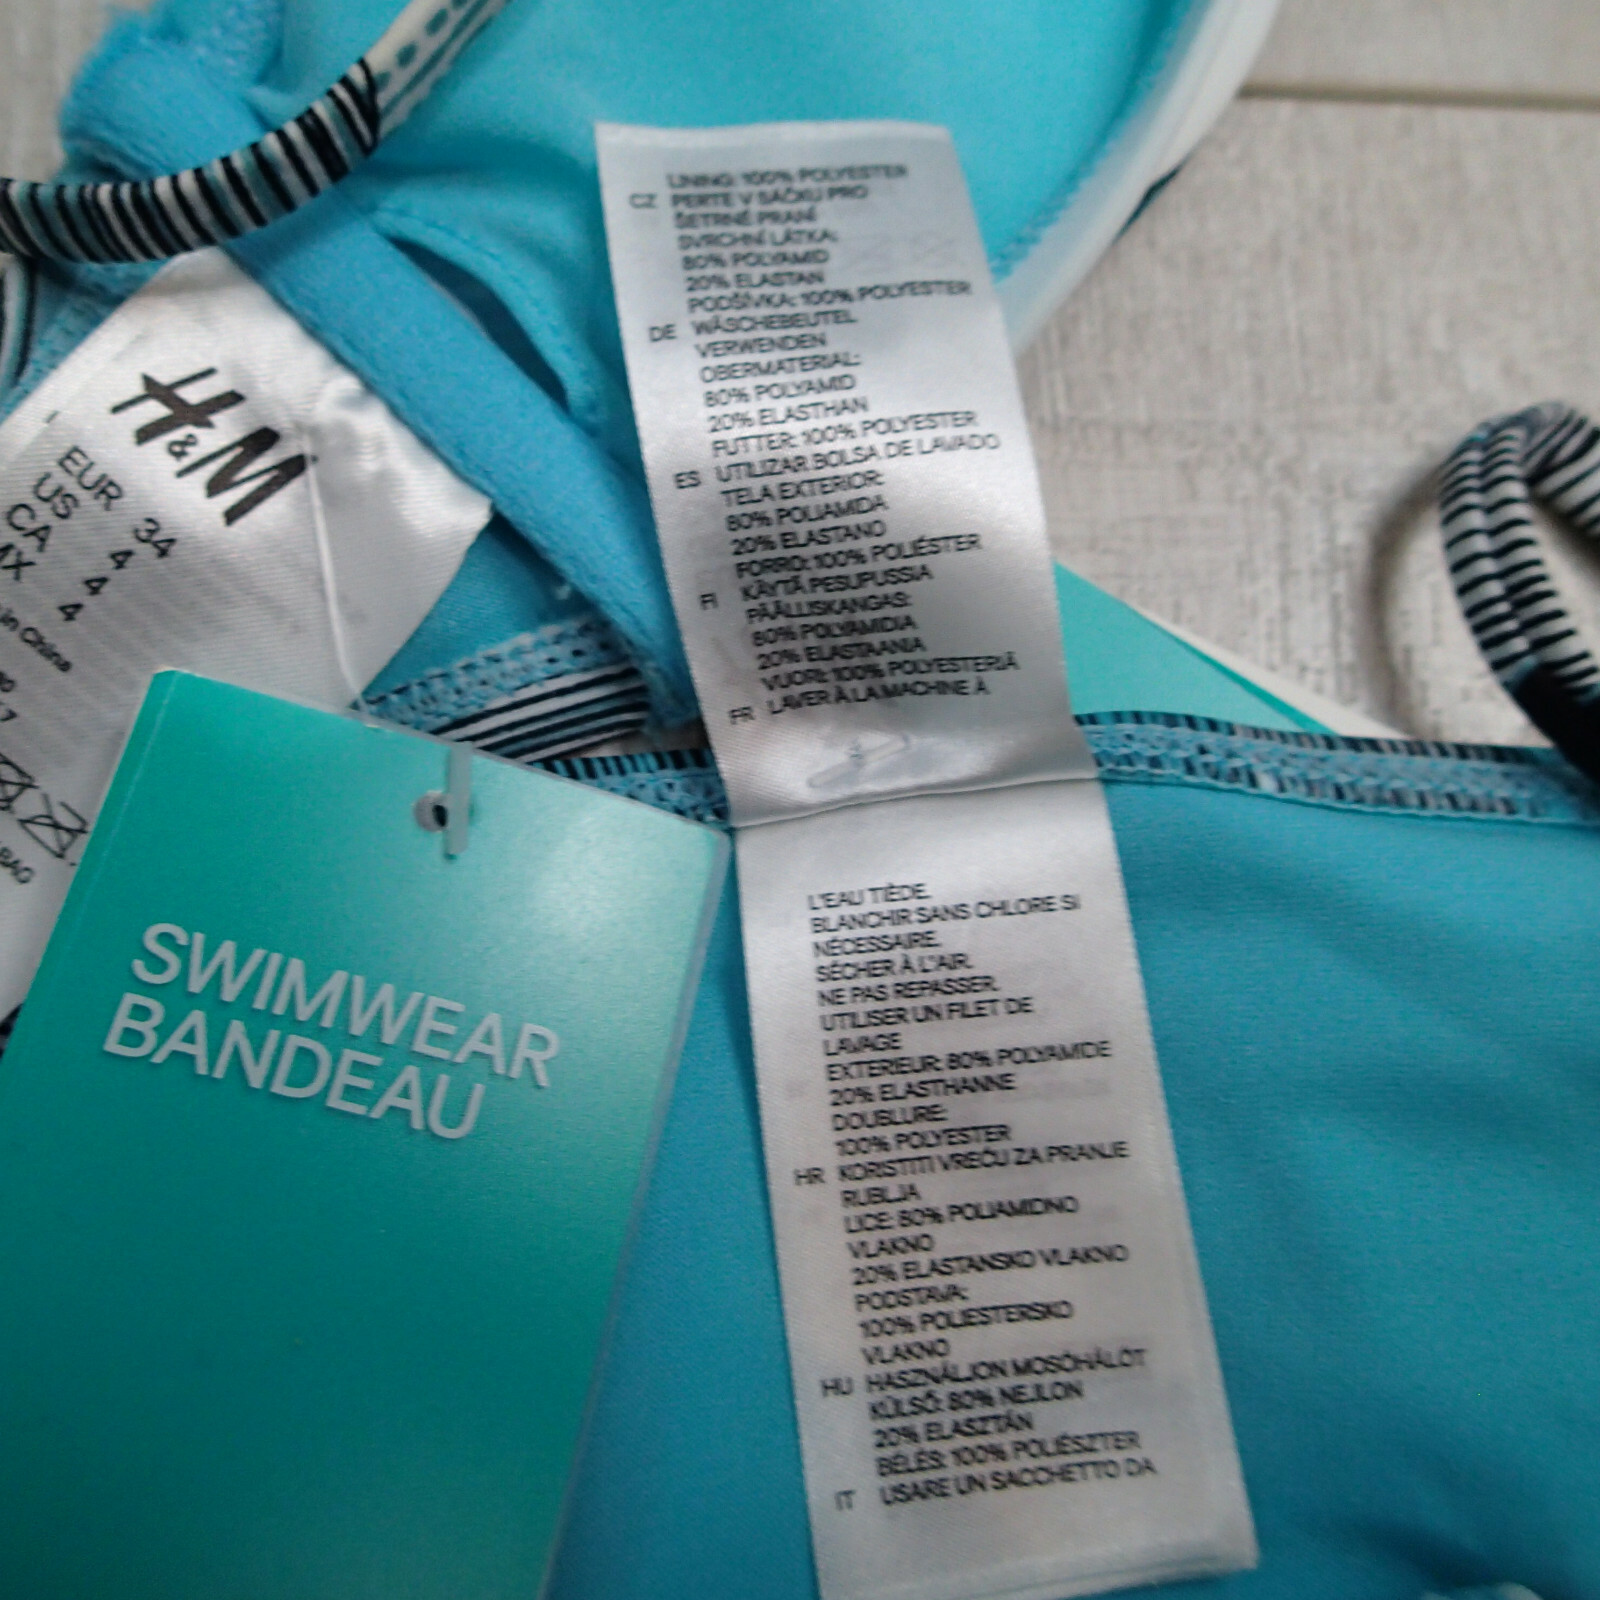 H&M
EUR 34
US 4
CA 4
MX 4
in China
BAG
SWIMWEAR
BANDEAU
LINING: 100% POLYESTER
CZ PERTE V SÁČKU PRO
ŠETRNÉ PRANÍ
SVRCHNÍ LÁTKA:
80% POLYAMID
20% ELASTAN
PODŠÍVKA: 100% POLYESTER
DE WÄSCHEBEUTEL
VERWENDEN
OBERMATERIAL:
80% POLYAMID
20% ELASTHAN
FUTTER: 100% POLYESTER
ES UTILIZAR BOLSA DE LAVADO
TELA EXTERIOR:
80% POLIAMIDA
20% ELASTANO
FORRO: 100% POLIÉSTER
FI KÄYTÄ PESUPUSSIA
PÄÄLLISKANGAS:
80% POLYAMIDIA
20% ELASTAANIA
VUORI: 100% POLYESTERIÄ
FR LAVER À LA MACHINE À
L'EAU TIÈDE.
BLANCHIR SANS CHLORE SI
NÉCESSAIRE.
SÉCHER À L'AIR.
NE PAS REPASSER.
UTILISER UN FILET DE
LAVAGE
EXTERIEUR: 80% POLYAMIDE
20% ELASTHANNE
DOUBLURE:
100% POLYESTER
HR KORISTITI VREĆU ZA PRANJE
RUBLJA
LICE: 80% POLIAMIDNO
VLAKNO
20% ELASTANSKO VLAKNO
PODSTAVA:
100% POLIESTERSKO
VLAKNO
HU HASZNÁLJON MOSÓHÁLÓT
KÜLSŐ: 80% NEJLON
20% ELASZTÁN
BÉLÉS: 100% POLIÉSZTER
IT USARE UN SACCHETTO DA